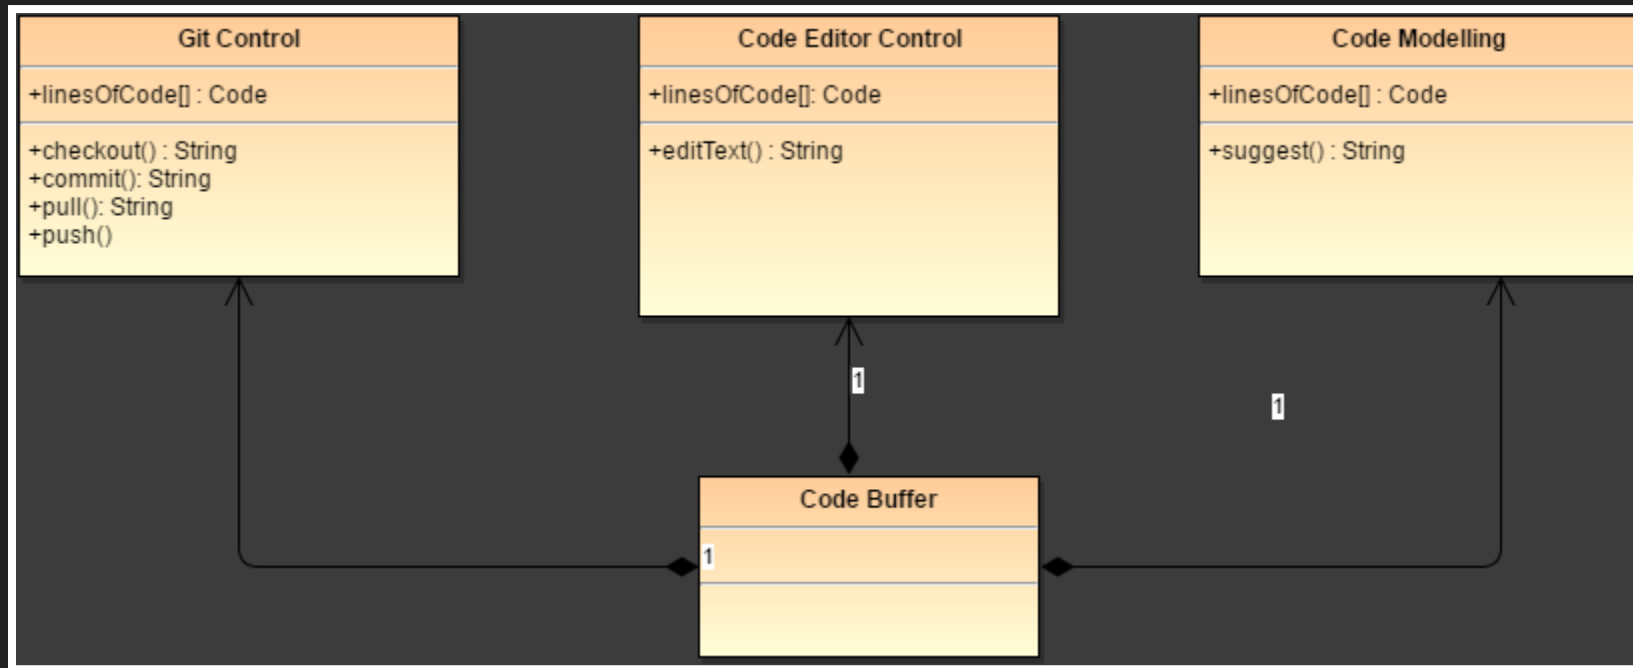 Git Control
+linesOfCode[] : Code
+checkout() : String
+commit(): String
+pull(): String
+push()
Code Editor Control
+linesOfCode[]: Code
+editText() : String
Code Modelling
+linesOfCode[] : Code
+suggest() : String
1
1
Code Buffer
1